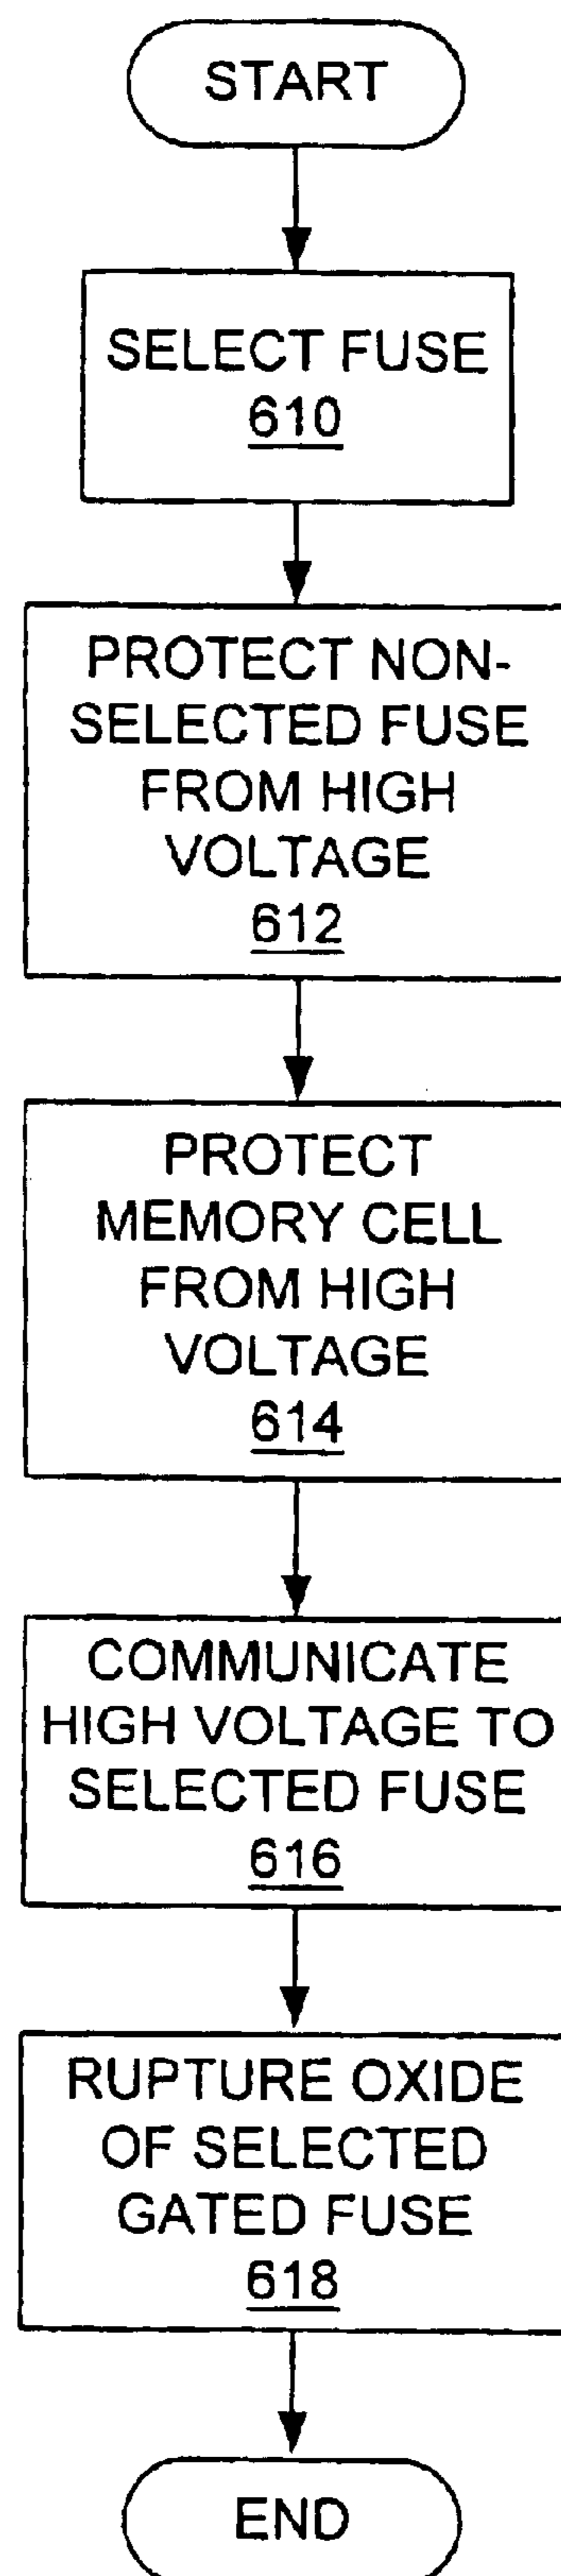 START
SELECT FUSE
610
PROTECT NON-
SELECTED FUSE
FROM HIGH
VOLTAGE
612
PROTECT
MEMORY CELL
FROM HIGH
VOLTAGE
614
COMMUNICATE
HIGH VOLTAGE TO
SELECTED FUSE
616
RUPTURE OXIDE
OF SELECTED
GATED FUSE
618
END